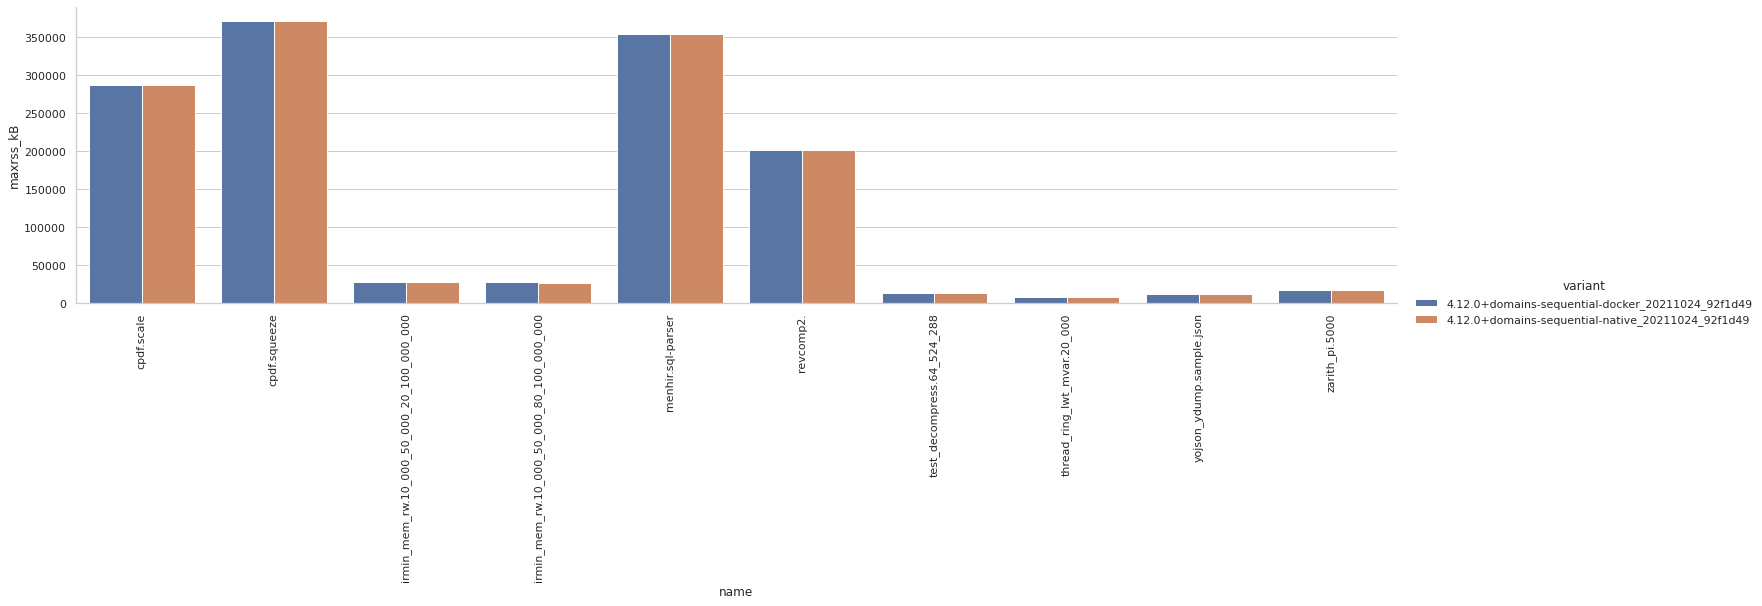 maxrss_kB
350000
300000
250000
200000
150000
100000
50000
0
cpdf.scale
cpdf.squeeze
irmin_mem_rw.10_000_50_000_20_100_000_000
irmin_mem_rw.10_000_50_000_80_100_000_000
menhir.sql-parser
revcomp2.
test_decompress.64_524_288
thread_ring_lwt_mvar.20_000
yojson_ydump.sample.json
zarith_pi.5000
name
variant
4.12.0+domains-sequential-docker_20211024_92f1d49
4.12.0+domains-sequential-native_20211024_92f1d49